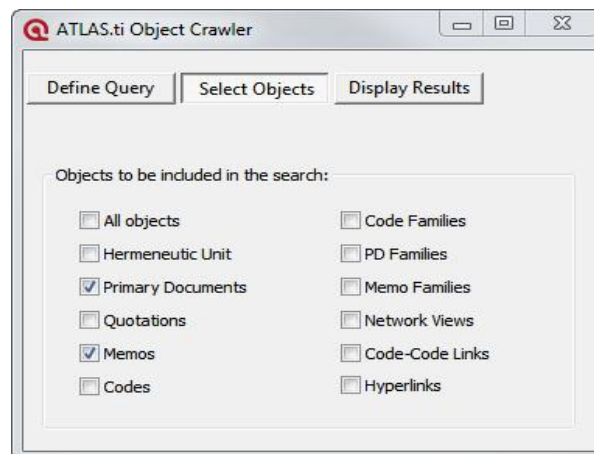 ATLAS.ti Object Crawler
Define Query Select Objects Display Results
Objects to be included in the search:
All objects Code Families
Hermeneutic Unit PD Families
Primary Documents Memo Families
Quotations Network Views
Memos Code-Code Links
Codes Hyperlinks